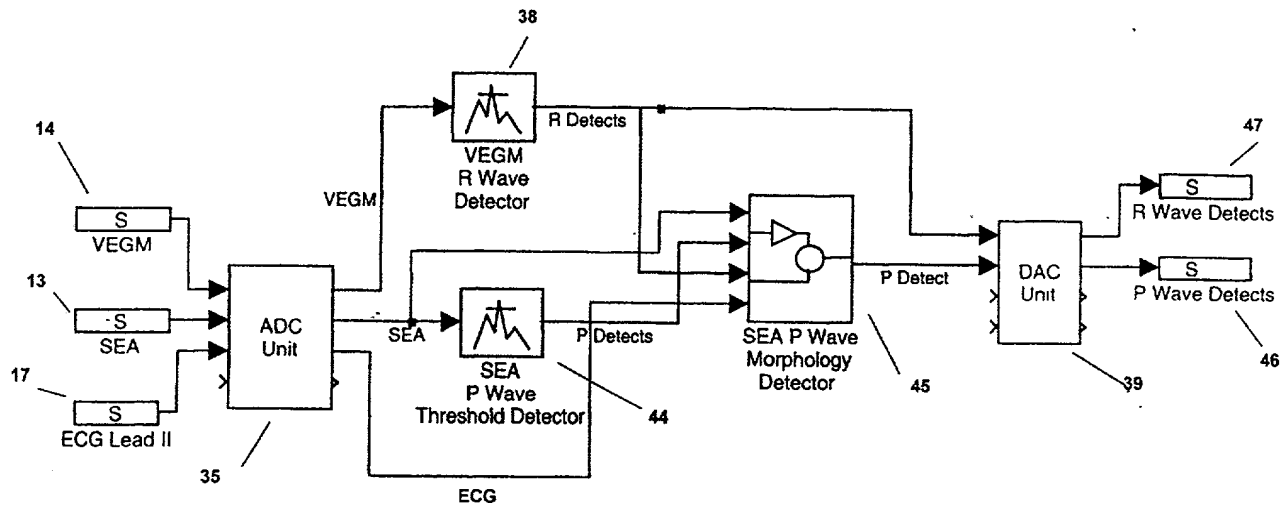 38
14
47
R Detects
S
R Wave Detects
VEGM
R Wave
Detector
VEGM
S
VEGM
13
S
SEA
ADC
Unit
SEA
P Detects
P Detect
DAC
Unit
S
P Wave Detects
SEA
P Wave
Threshold Detector
SEA P Wave
Morphology
Detector
17
S
ECG Lead II
44
45
39
46
35
ECG